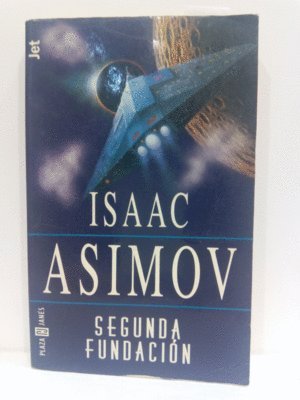 Jet
ISAAC
ASIMOV
SEGUNDA
FUNDACIÓN
PLAZA JANES